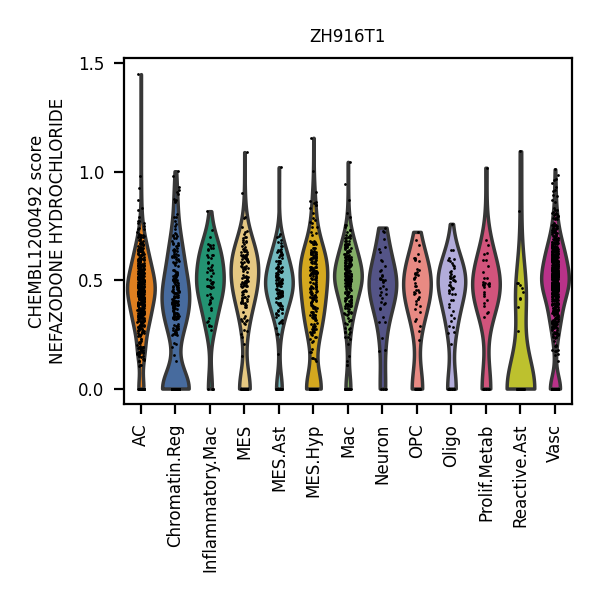 ZH916T1
CHEMBL1200492 score
NEFAZODONE HYDROCHLORIDE
1.5
1.0
0.5
0.0
AC
Chromatin.Reg
Inflammatory.Mac
MES
MES.Ast
MES.Hyp
Mac
Neuron
OPC
Oligo
Prolif.Metab
Reactive.Ast
Vasc